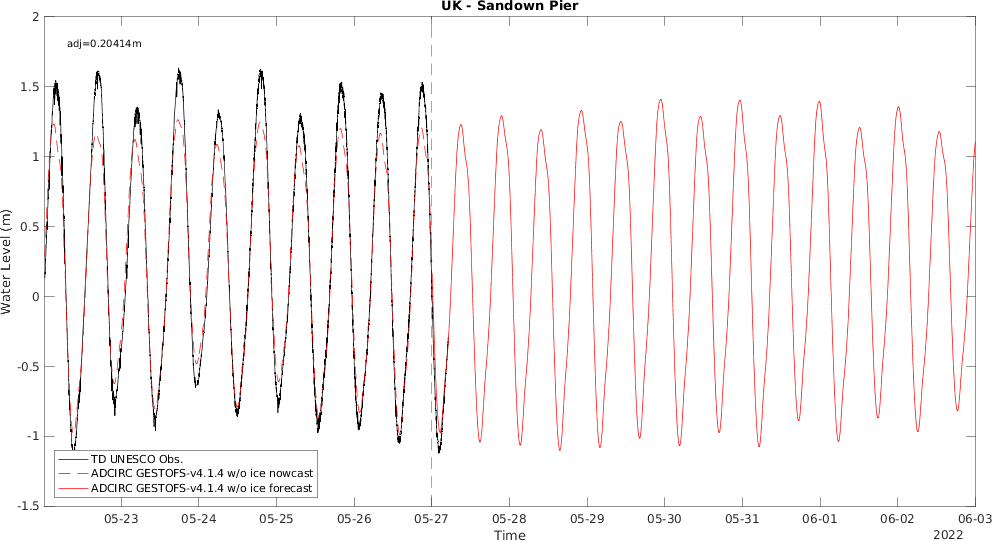 UK - Sandown Pier
adj=0.20414m
2
1.5
1
0.5
0
-0.5
-1
-1.5
Water Level (m)
TD UNESCO Obs.
ADCIRC GESTOFS-v4.1.4 w/o ice nowcast
ADCIRC GESTOFS-v4.1.4 w/o ice forecast
05-23 05-24 05-25 05-26 05-27 05-28 05-29 05-30 05-31 06-01 06-02 06-03
Time
2022